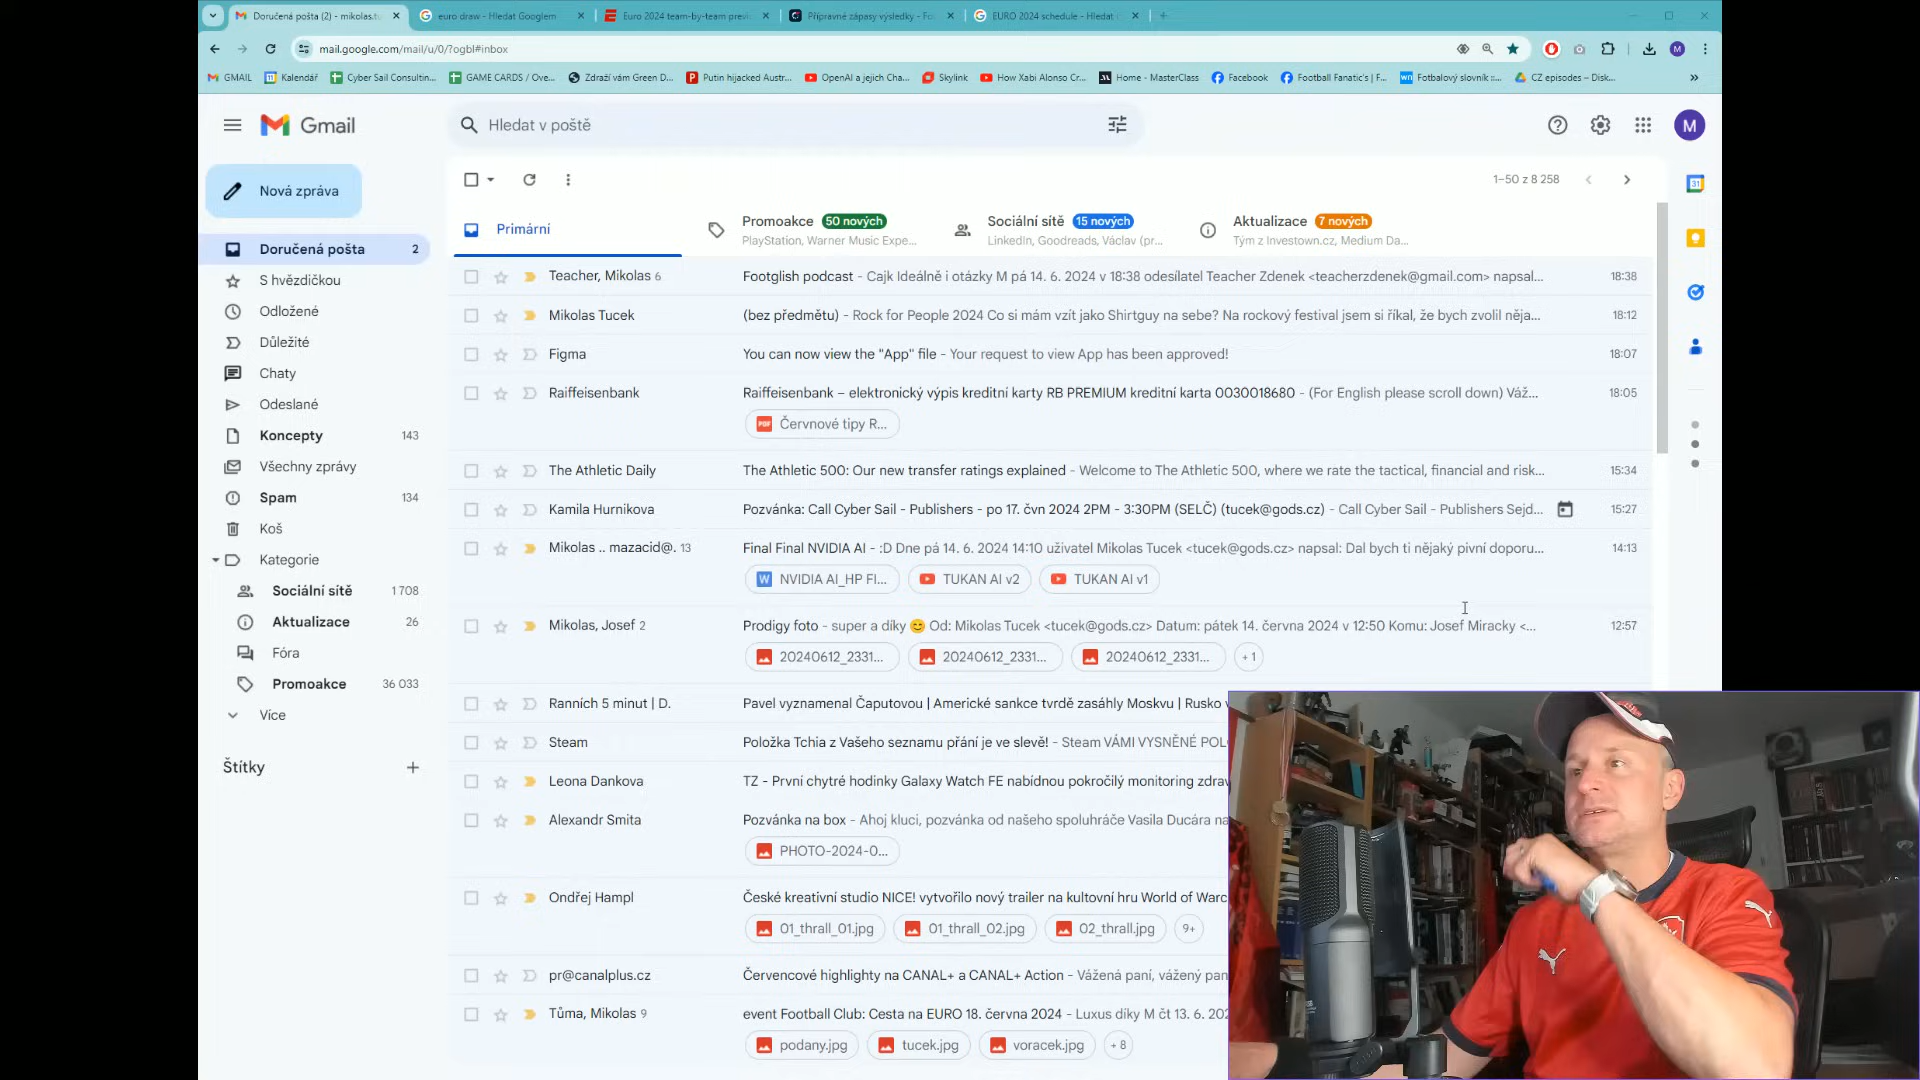 Doručená pošta (2) - mikolas.tu
euro draw - Hledat Googlem
Euro 2024 team-by-team previ
Přípravné zápasy výsledky - Fo
EURO 2024 schedule - Hledat
mail.google.com/mail/u/0/?ogbl#inbox
M
GMAIL
Kalendář
Cyber Sail Consultin...
GAME CARDS / Ove...
Zdraží vám Green D...
Putin hijacked Austr...
OpenAI a jejich Cha...
Skylink
How Xabi Alonso Cr...
Home - MasterClass
Facebook
Football Fanatic's | F...
Fotbalový slovník ::...
CZ episodes – Disk...
»
Gmail
Hledat v poště
M
Nová zpráva
1–50 z 8 258
Primární
Promoakce 50 nových
PlayStation, Warner Music Expe...
Sociální sítě 15 nových
LinkedIn, Goodreads, Václav (pr...
Aktualizace 7 nových
Tým z Investown.cz, Medium Da...
Doručená pošta 2
S hvězdičkou
Odložené
Důležité
Chaty
Odeslané
Koncepty 143
Všechny zprávy
Spam 134
Koš
Kategorie
Sociální sítě 1 708
Aktualizace 26
Fóra
Promoakce 36 033
Více
Štítky
Teacher, Mikolas 6 Footglish podcast - Cajk Ideálně i otázky M pá 14. 6. 2024 v 18:38 odesílatel Teacher Zdenek <teacherzdenek@gmail.com> napsal... 18:38
Mikolas Tucek (bez předmětu) - Rock for People 2024 Co si mám vzít jako Shirtguy na sebe? Na rockový festival jsem si říkal, že bych zvolil něja... 18:12
Figma You can now view the "App" file - Your request to view App has been approved! 18:07
Raiffeisenbank Raiffeisenbank – elektronický výpis kreditní karty RB PREMIUM kreditní karta 0030018680 - (For English please scroll down) Váž... 18:05
PDF Červnové tipy R...
The Athletic Daily The Athletic 500: Our new transfer ratings explained - Welcome to The Athletic 500, where we rate the tactical, financial and risk... 15:34
Kamila Hurnikova Pozvánka: Call Cyber Sail - Publishers - po 17. čvn 2024 2PM - 3:30PM (SELČ) (tucek@gods.cz) - Call Cyber Sail - Publishers Sejd... 15:27
Mikolas .. mazacid@. 13 Final Final NVIDIA AI - :D Dne pá 14. 6. 2024 14:10 uživatel Mikolas Tucek <tucek@gods.cz> napsal: Dal bych ti nějaký pivní doporu... 14:13
W NVIDIA AI_HP FI... TUKAN AI v2 TUKAN AI v1
Mikolas, Josef 2 Prodigy foto - super a díky 😊 Od: Mikolas Tucek <tucek@gods.cz> Datum: pátek 14. června 2024 v 12:50 Komu: Josef Miracky <... 12:57
20240612_2331... 20240612_2331... 20240612_2331... + 1
Ranních 5 minut | D. Pavel vyznamenal Čaputovou | Americké sankce tvrdě zasáhly Moskvu | Rusko v
Steam Položka Tchia z Vašeho seznamu přání je ve slevě! - Steam VÁMI VYSNĚNÉ POL
Leona Dankova TZ - První chytré hodinky Galaxy Watch FE nabídnou pokročilý monitoring zdra
Alexandr Smita Pozvánka na box - Ahoj kluci, pozvánka od našeho spoluhráče Vasila Ducára na
PHOTO-2024-0...
Ondřej Hampl České kreativní studio NICE! vytvořilo nový trailer na kultovní hru World of Warc
01_thrall_01.jpg 01_thrall_02.jpg 02_thrall.jpg 9+
pr@canalplus.cz Červencové highlighty na CANAL+ a CANAL+ Action - Vážená paní, vážený pan
Tůma, Mikolas 9 event Football Club: Cesta na EURO 18. června 2024 - Luxus díky M čt 13. 6. 202
podany.jpg tucek.jpg voracek.jpg + 8